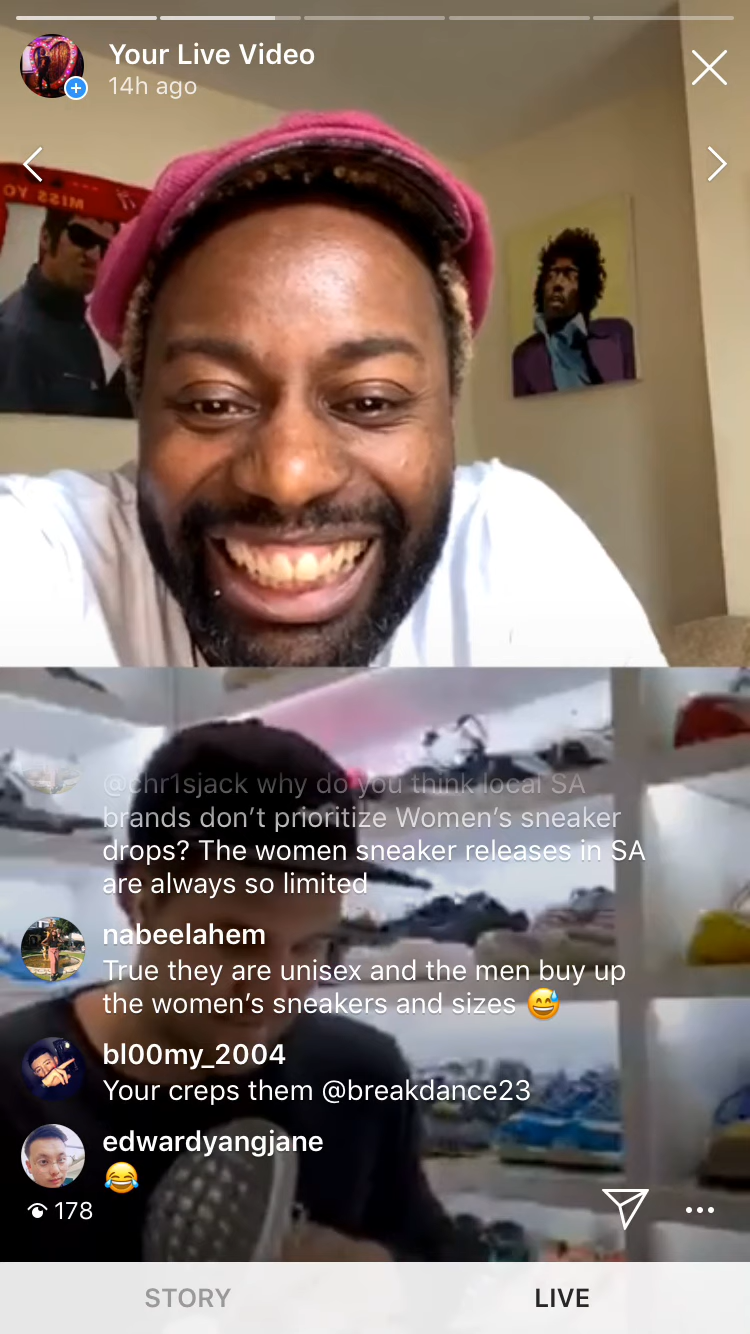 Your Live Video
14h ago
MISS YO
@chr1sjack why do you think local SA
brands don’t prioritize Women’s sneaker
drops? The women sneaker releases in SA
are always so limited
nabeelahem
True they are unisex and the men buy up
the women’s sneakers and sizes 😅
bl00my_2004
Your creps them @breakdance23
edwardyangjane
😂
178
STORY
LIVE